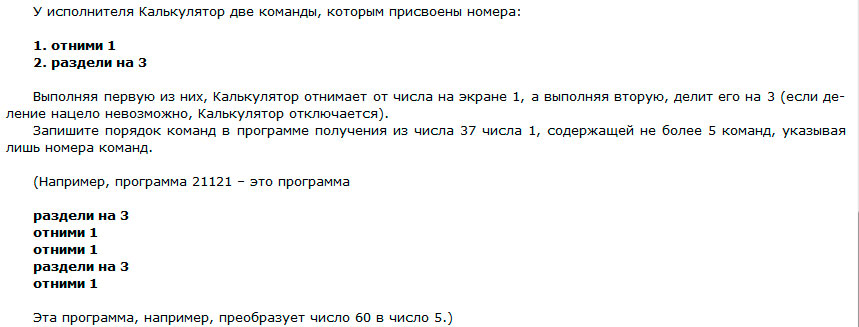 У исполнителя Калькулятор две команды, которым присвоены номера:
1. отними 1
2. раздели на 3
Выполняя первую из них, Калькулятор отнимает от числа на экране 1, а выполняя вторую, делит его на 3 (если де-
ление нацело невозможно, Калькулятор отключается).
Запишите порядок команд в программе получения из числа 37 числа 1, содержащей не более 5 команд, указывая
лишь номера команд.
(Например, программа 21121 – это программа
раздели на 3
отними 1
отними 1
раздели на 3
отними 1
Эта программа, например, преобразует число 60 в число 5.)